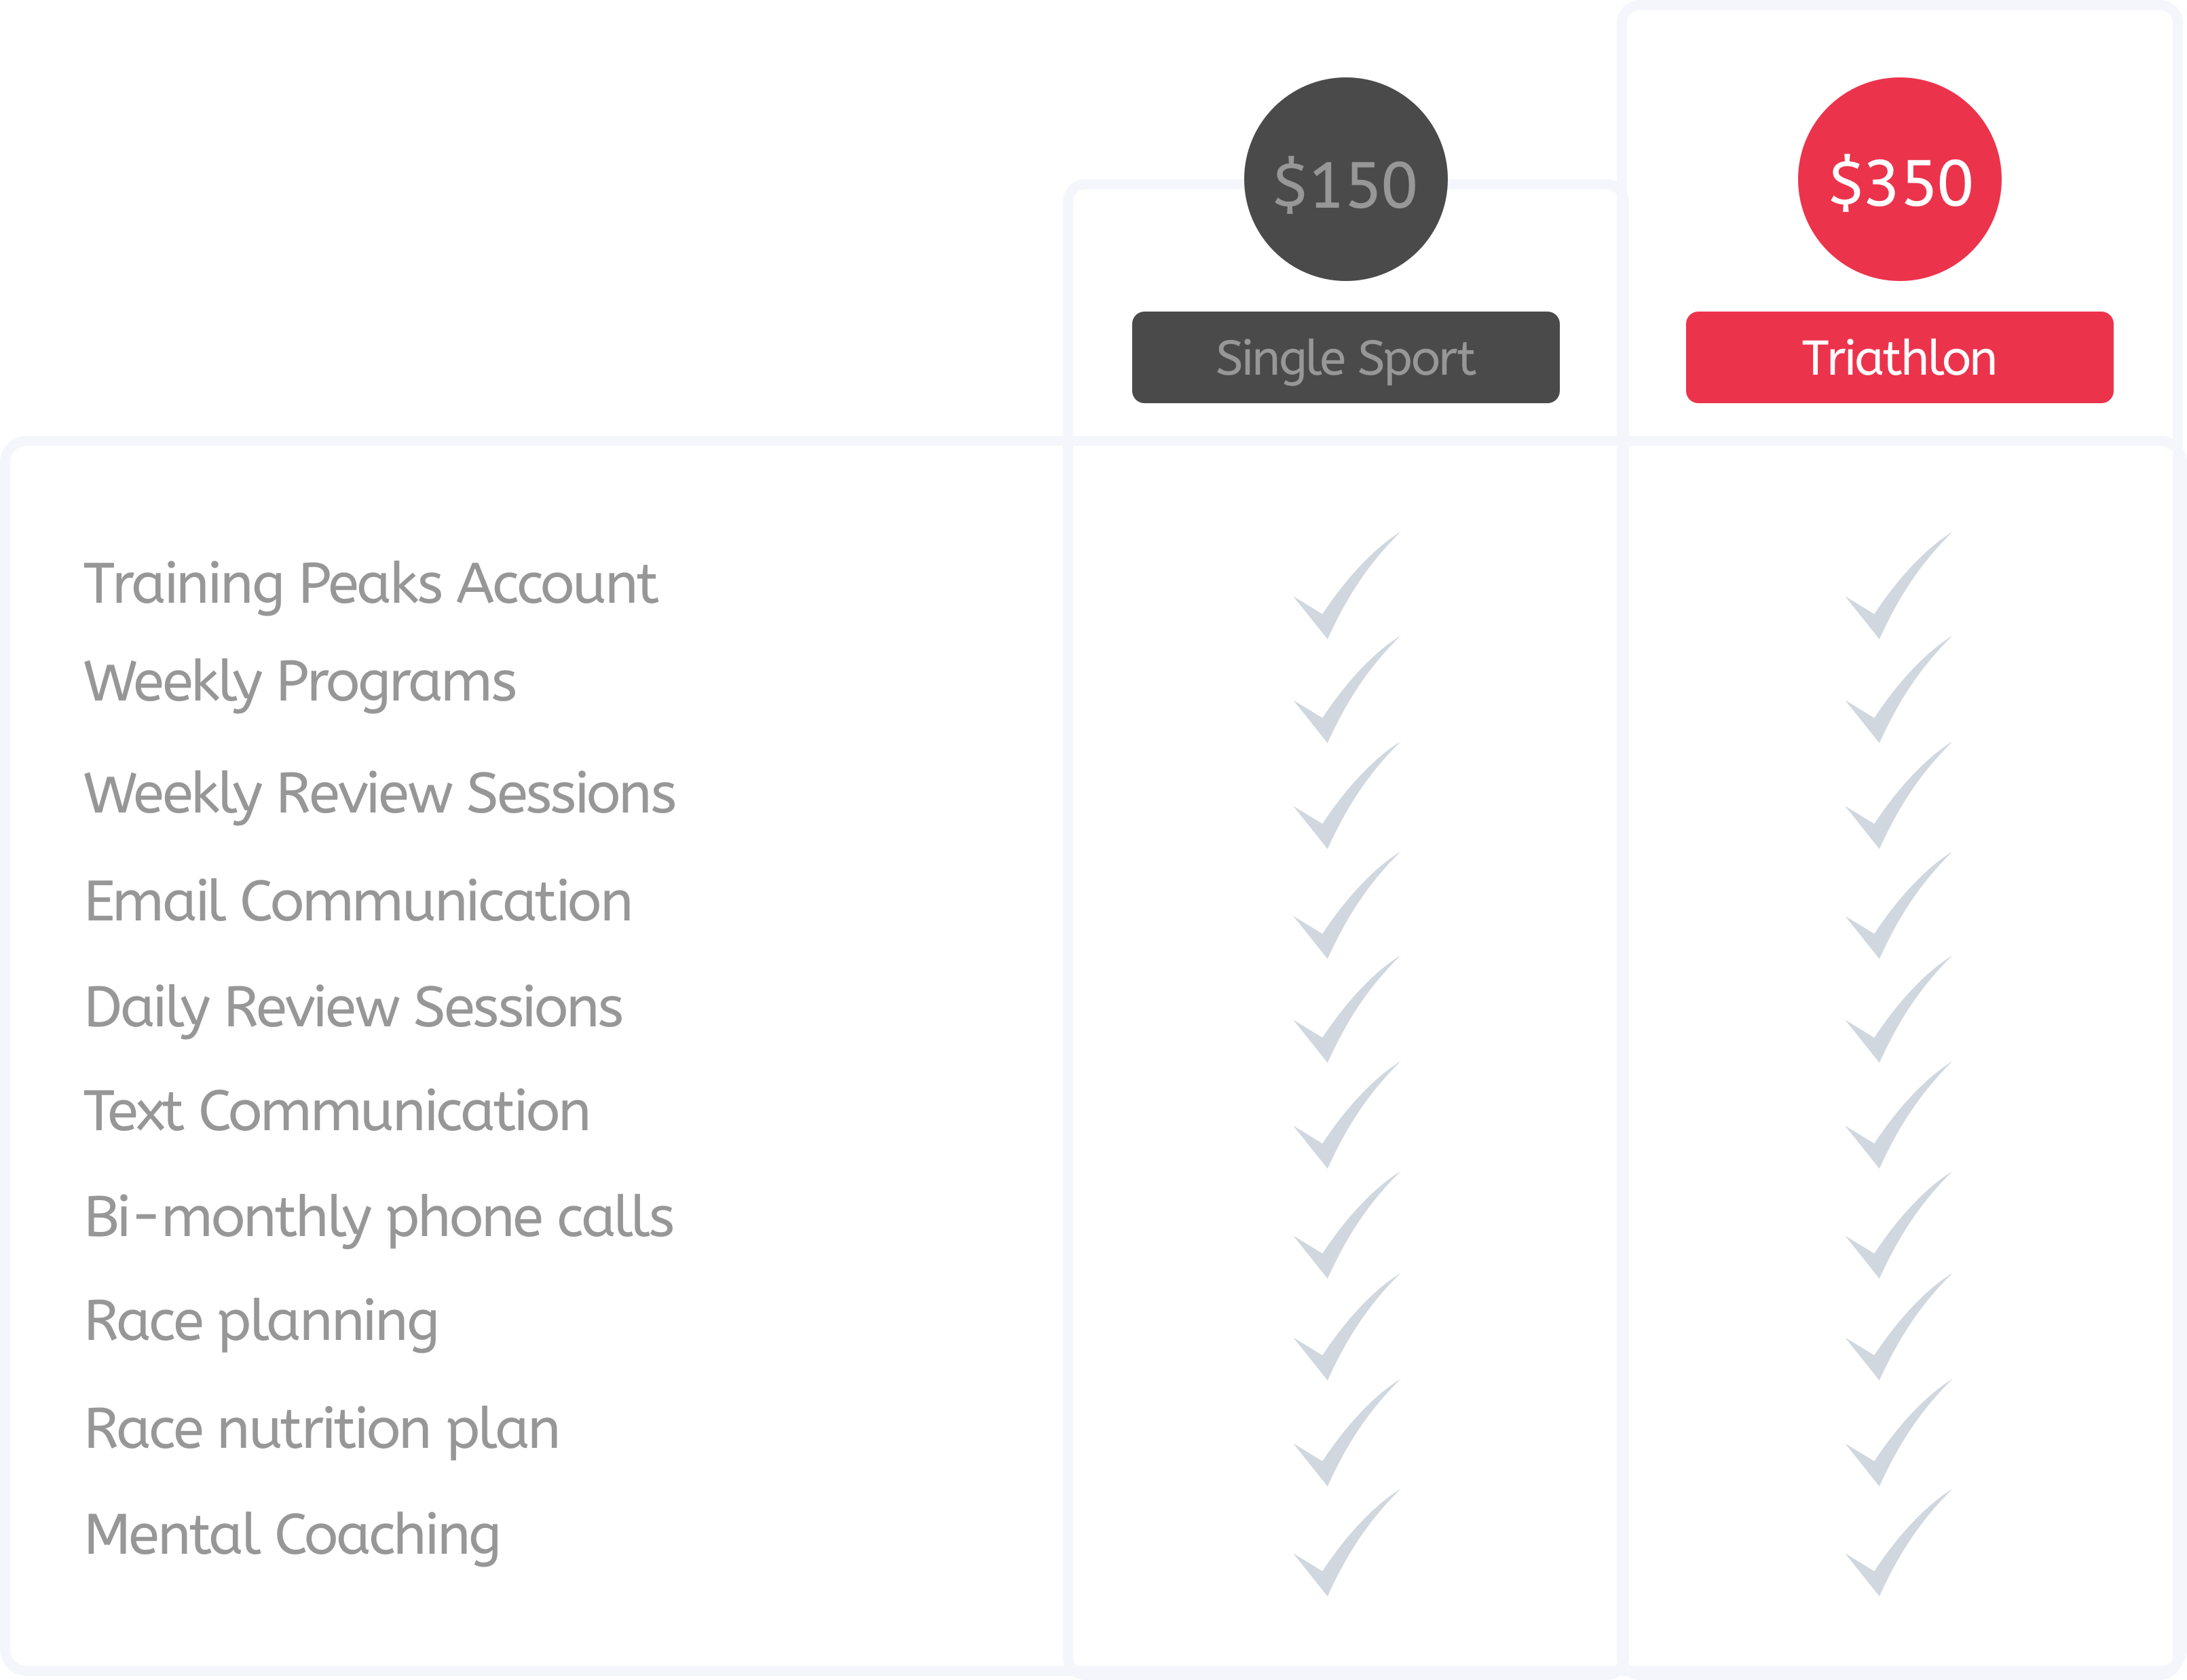 $150
$350
Single Sport
Triathlon
Training Peaks Account
Weekly Programs
Weekly Review Sessions
Email Communication
Daily Review Sessions
Text Communication
Bi-monthly phone calls
Race planning
Race nutrition plan
Mental Coaching